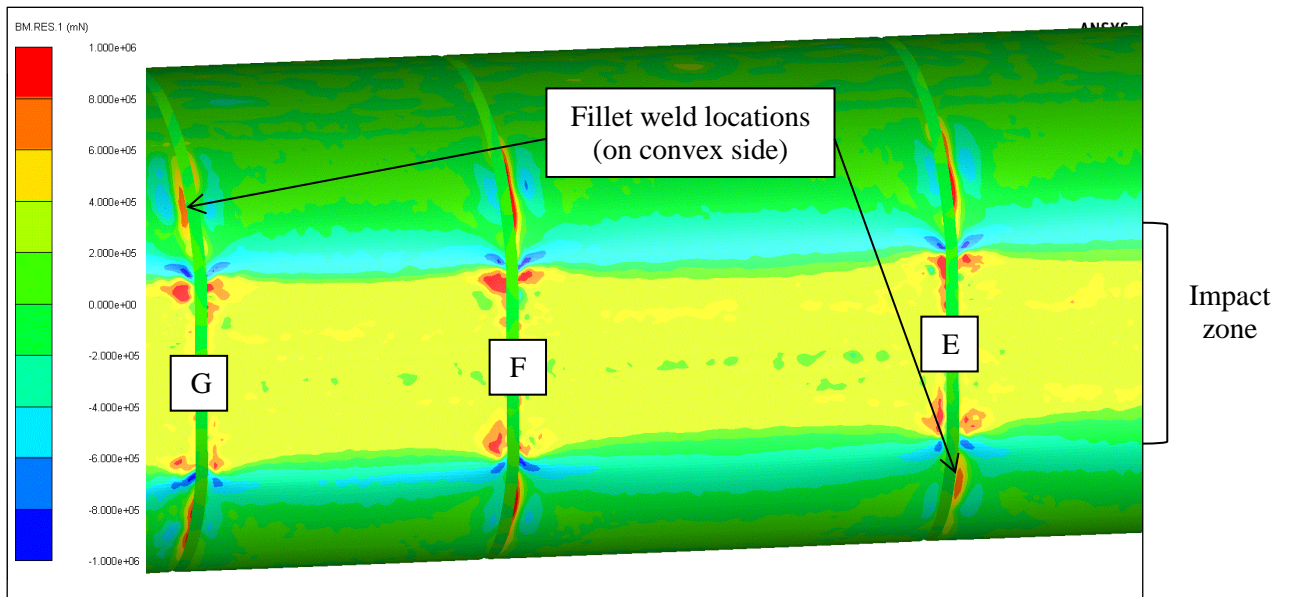 BM.RES.1 (mN)
1.000e+06
8.000e+05
6.000e+05
4.000e+05
2.000e+05
0.000e+00
-2.000e+05
-4.000e+05
-6.000e+05
-8.000e+05
-1.000e+06
ANSYS
Fillet weld locations
(on convex side)
Impact
zone
E
F
G